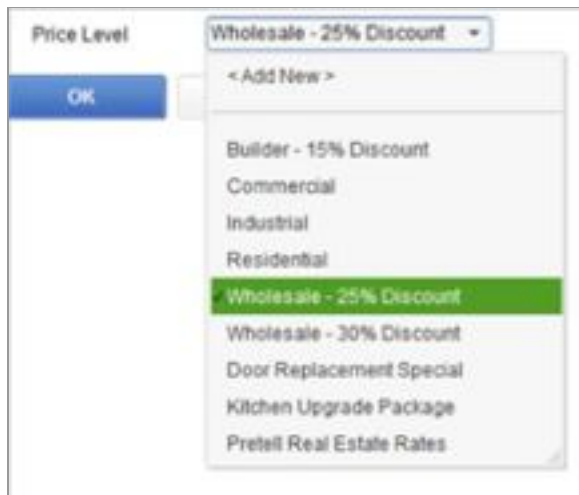 Price Level
Wholesale - 25% Discount
OK
< Add New >
Builder - 15% Discount
Commercial
Industrial
Residential
Wholesale - 25% Discount
Wholesale - 30% Discount
Door Replacement Special
Kitchen Upgrade Package
Pretell Real Estate Rates